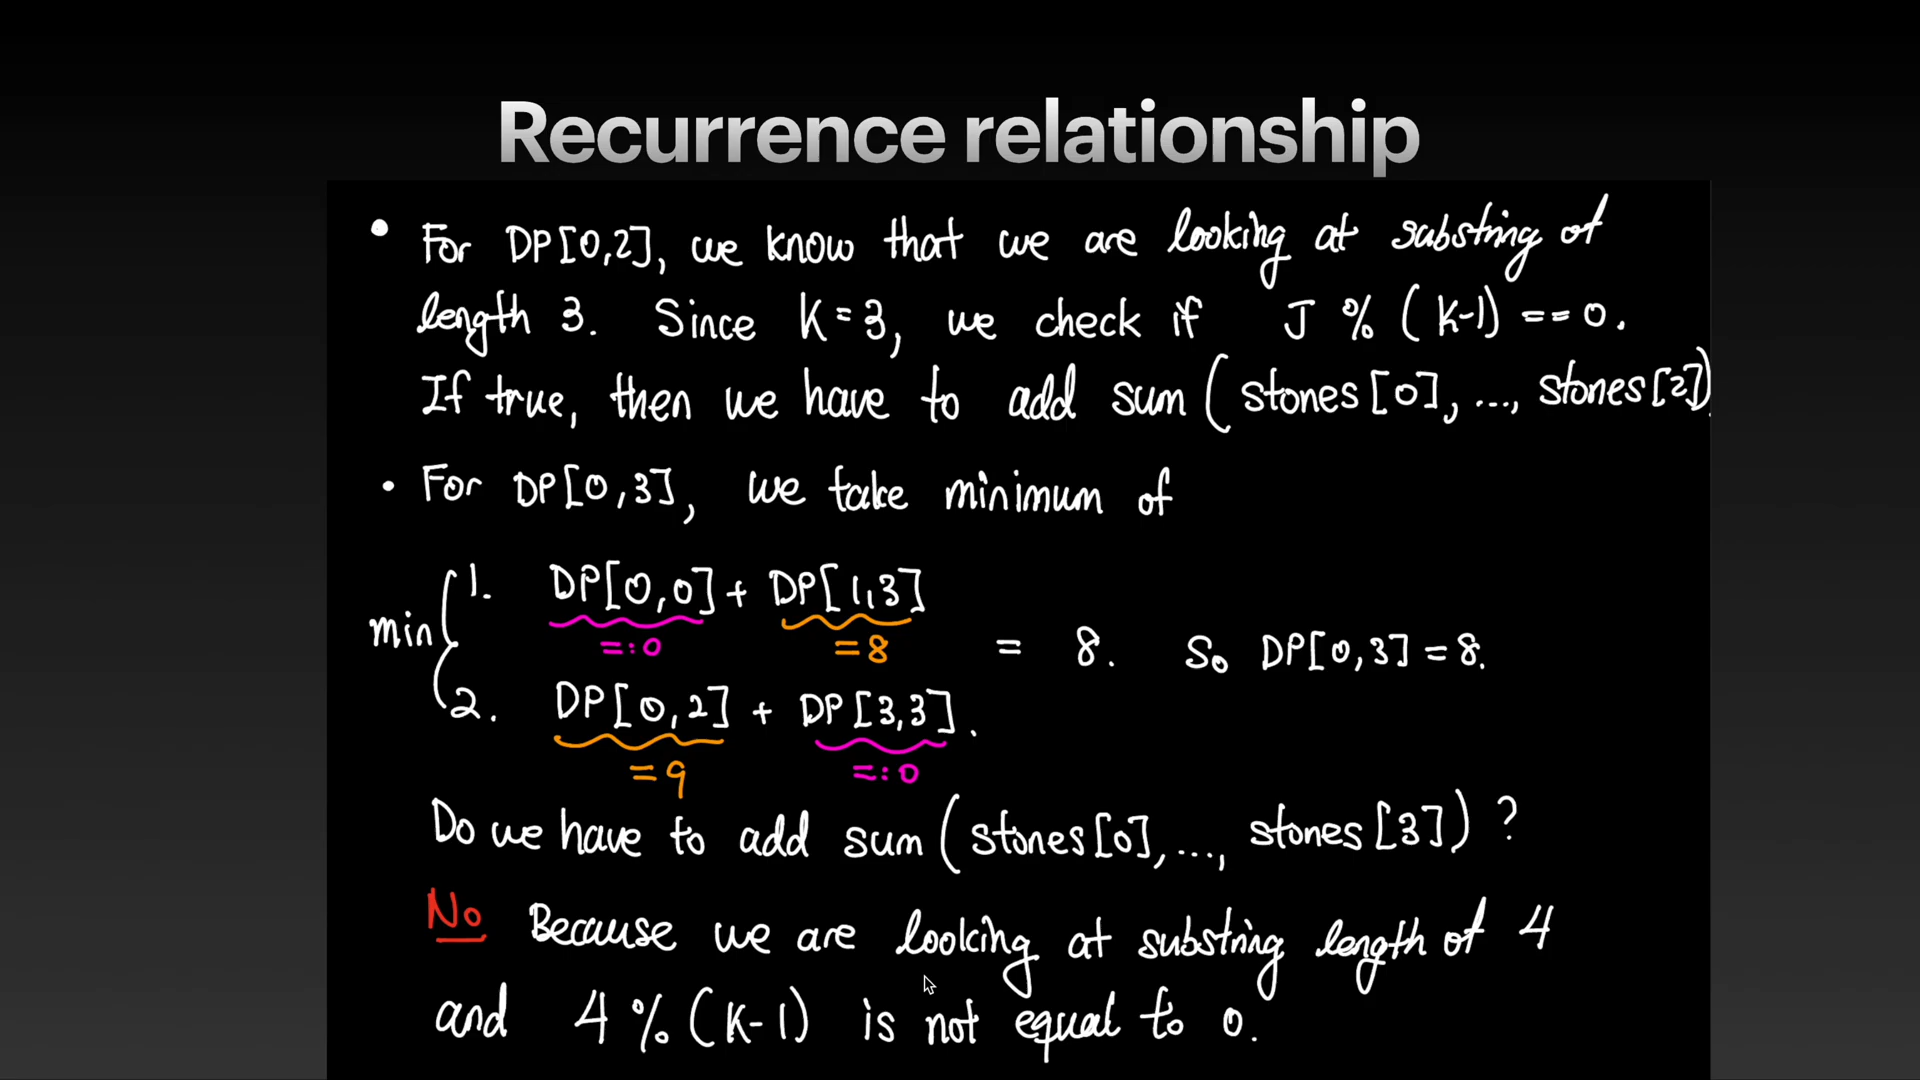 Recurrence relationship
• For DP[0,2], we know that we are looking at substring of
length 3. Since K=3, we check if J % (K-1) == 0.
If true, then we have to add sum (stones[0], ..., stones[2])
• For DP[0,3], we take minimum of
1. DP[0,0] + DP[1,3]
=:0 =8
min = 8. So DP[0,3] = 8.
2. DP[0,2] + DP[3,3].
=9 =:0
Do we have to add sum (stones[0], ..., stones[3]) ?
No Because we are looking at substring length of 4
and 4 % (K-1) is not equal to 0.